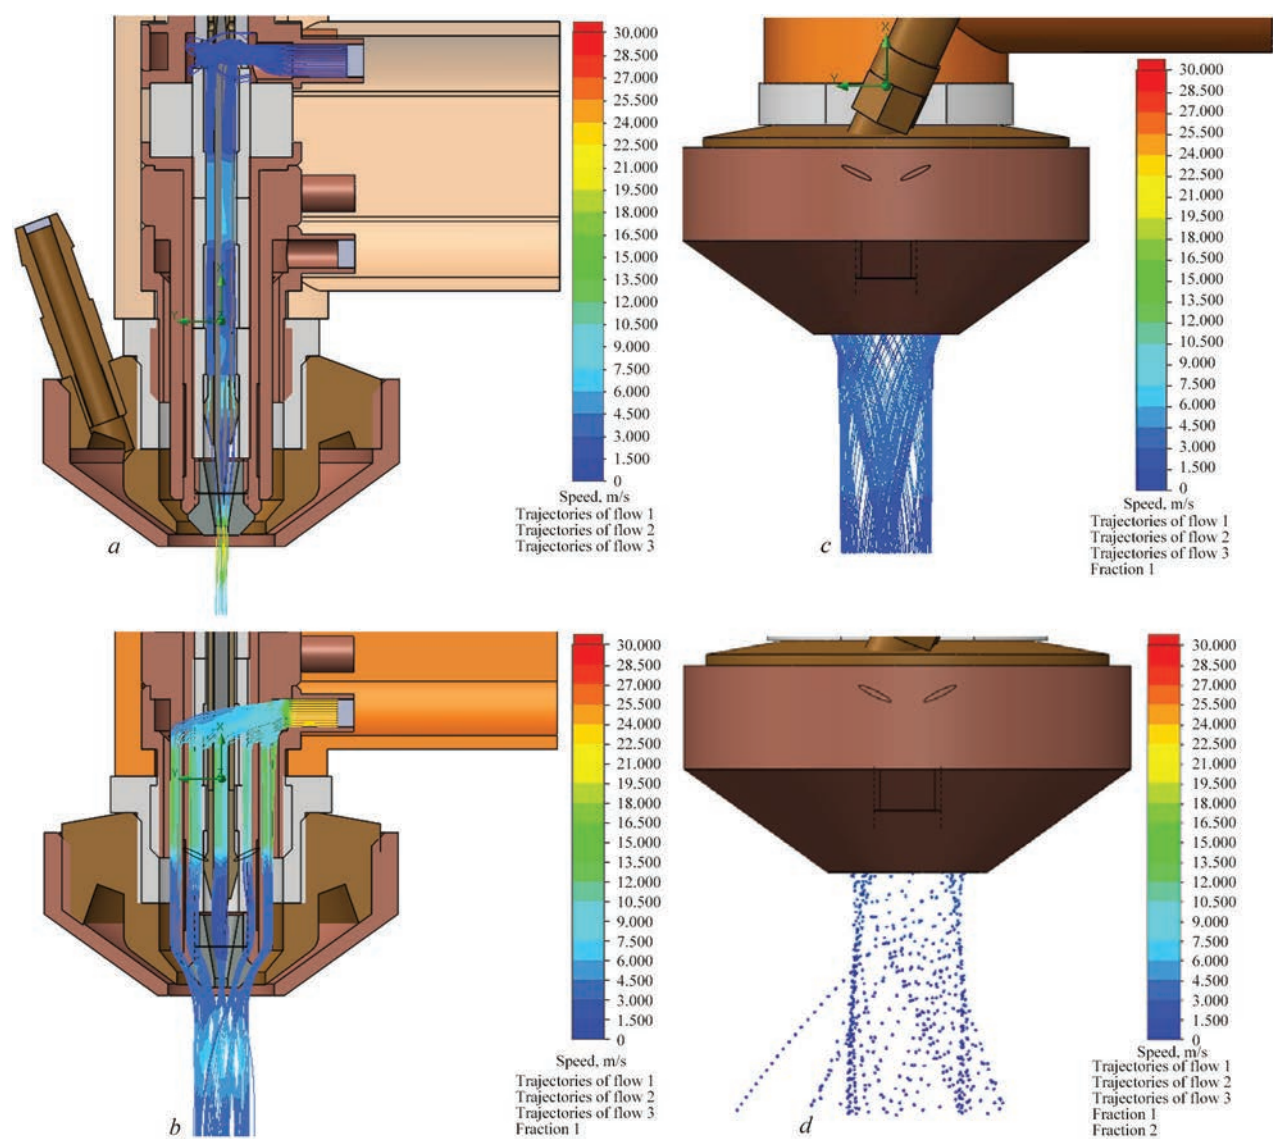 30.000
28.500
27.000
25.500
24.000
22.500
21.000
19.500
18.000
16.500
15.000
13.500
12.000
10.500
9.000
7.500
6.000
4.500
3.000
1.500
0
Speed, m/s
Trajectories of flow 1
Trajectories of flow 2
Trajectories of flow 3
X
Y
Z
a
30.000
28.500
27.000
25.500
24.000
22.500
21.000
19.500
18.000
16.500
15.000
13.500
12.000
10.500
9.000
7.500
6.000
4.500
3.000
1.500
0
Speed, m/s
Trajectories of flow 1
Trajectories of flow 2
Trajectories of flow 3
Fraction 1
X
Y
c
30.000
28.500
27.000
25.500
24.000
22.500
21.000
19.500
18.000
16.500
15.000
13.500
12.000
10.500
9.000
7.500
6.000
4.500
3.000
1.500
0
Speed, m/s
Trajectories of flow 1
Trajectories of flow 2
Trajectories of flow 3
Fraction 1
X
Y
Z
b
30.000
28.500
27.000
25.500
24.000
22.500
21.000
19.500
18.000
16.500
15.000
13.500
12.000
10.500
9.000
7.500
6.000
4.500
3.000
1.500
0
Speed, m/s
Trajectories of flow 1
Trajectories of flow 2
Trajectories of flow 3
Fraction 1
Fraction 2
d